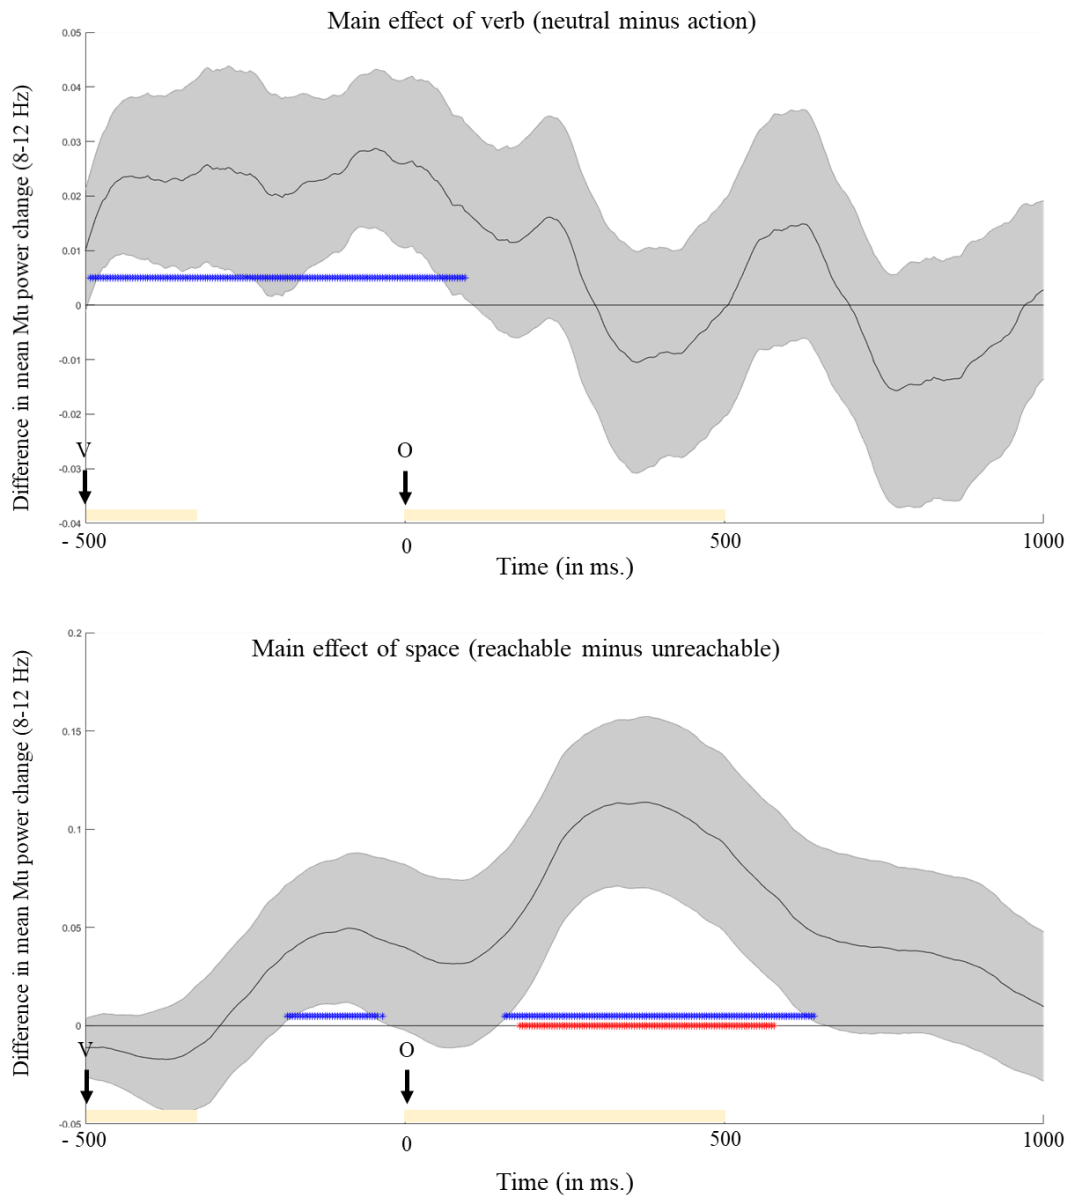 Main effect of verb (neutral minus action)
Difference in mean Mu power change (8-12 Hz)
0.05
0.04
0.03
0.02
0.01
0
-0.01
-0.02
-0.03
-0.04
V
O
- 500
0
500
1000
Time (in ms.)
Main effect of space (reachable minus unreachable)
Difference in mean Mu power change (8-12 Hz)
0.2
0.15
0.1
0.05
0
-0.05
V
O
- 500
0
500
1000
Time (in ms.)